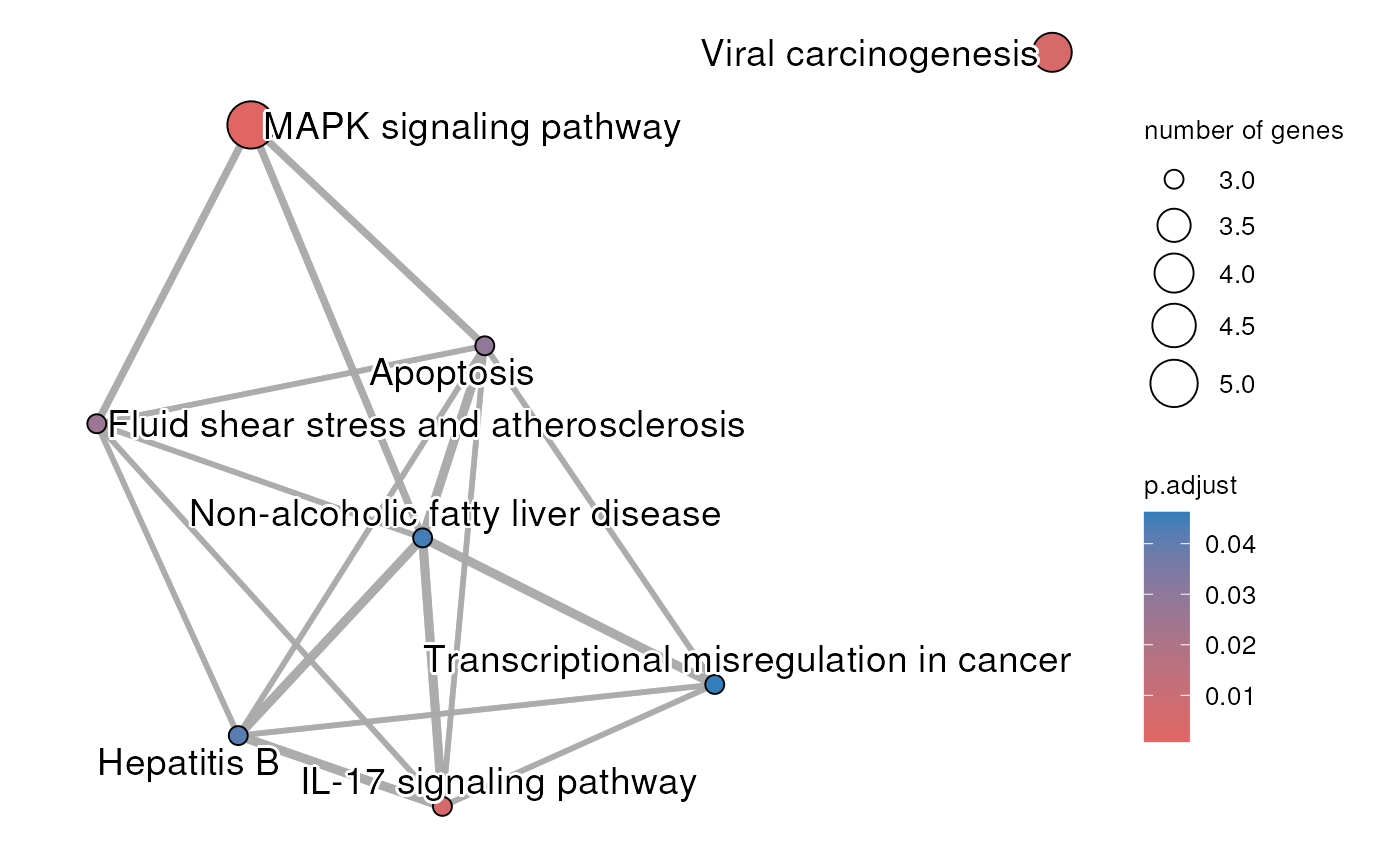 Viral carcinogenesis
MAPK signaling pathway
Apoptosis
Fluid shear stress and atherosclerosis
Non-alcoholic fatty liver disease
Transcriptional misregulation in cancer
Hepatitis B
IL-17 signaling pathway
number of genes
3.0
3.5
4.0
4.5
5.0
p.adjust
0.04
0.03
0.02
0.01